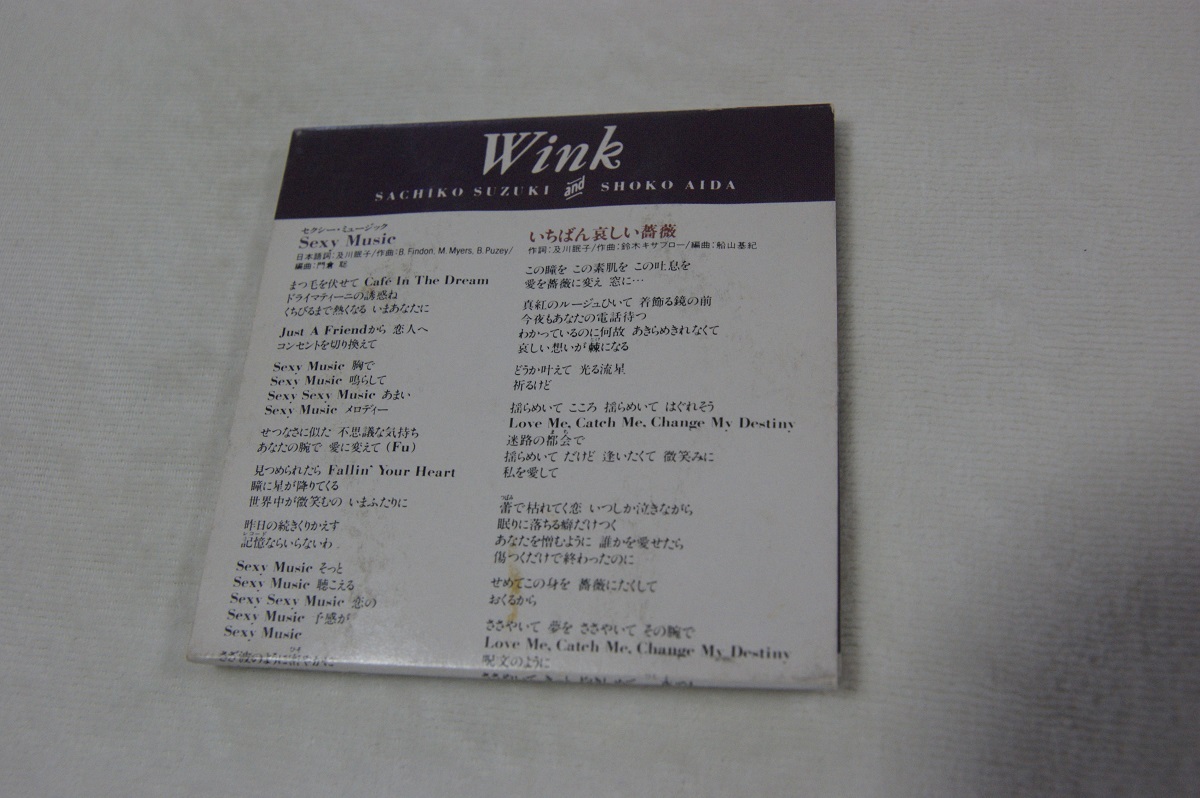 Wink
SACHIKO SUZUKI and SHOKO AIDA
セクシー・ミュージック
Sexy Music
日本語詞:及川眠子/作曲:B. Findon, M. Myers, B. Puzey/
編曲:門倉 聡
まつ毛を伏せて Café In The Dream
ドライマティーニの誘惑ね
くちびるまで熱くなる いまあなたに
Just A Friendから 恋人へ
コンセントを切り換えて
Sexy Music 胸で
Sexy Music 鳴らして
Sexy Sexy Music あまい
Sexy Music メロディー
せつなさに似た 不思議な気持ち
あなたの腕で 愛に変えて (Fu)
見つめられたら Fallin' Your Heart
瞳に星が降りてくる
世界中が微笑むの いまふたりに
昨日の続きくりかえす
レコード
記憶ならいらないわ
Sexy Music そっと
Sexy Music 聴こえる
Sexy Sexy Music 恋の
Sexy Music 予感が
Sexy Music
さざ波のように
いちばん哀しい薔薇
作詞:及川眠子/作曲:鈴木キサブロー/編曲:船山基紀
この瞳を この素肌を この吐息を
愛を薔薇に変え 窓に…
真紅のルージュひいて 着飾る鏡の前
今夜もあなたの電話待つ
わかっているのに何故 あきらめきれなくて
哀しい想いが棘になる
どうか叶えて 光る流星
祈るけど
揺らめいて こころ 揺らめいて はぐれそう
Love Me, Catch Me, Change My Destiny
迷路の都会で
揺らめいて だけど 逢いたくて 微笑みに
私を愛して
つぼみ
蕾で枯れてく恋 いつしか泣きながら
眠りに落ちる癖だけつく
あなたを憎むように 誰かを愛せたら
傷つくだけで終わったのに
せめてこの身を 薔薇にたくして
おくるから
ささやいて 夢を ささやいて その腕で
Love Me, Catch Me, Change My Destiny
呪文のように